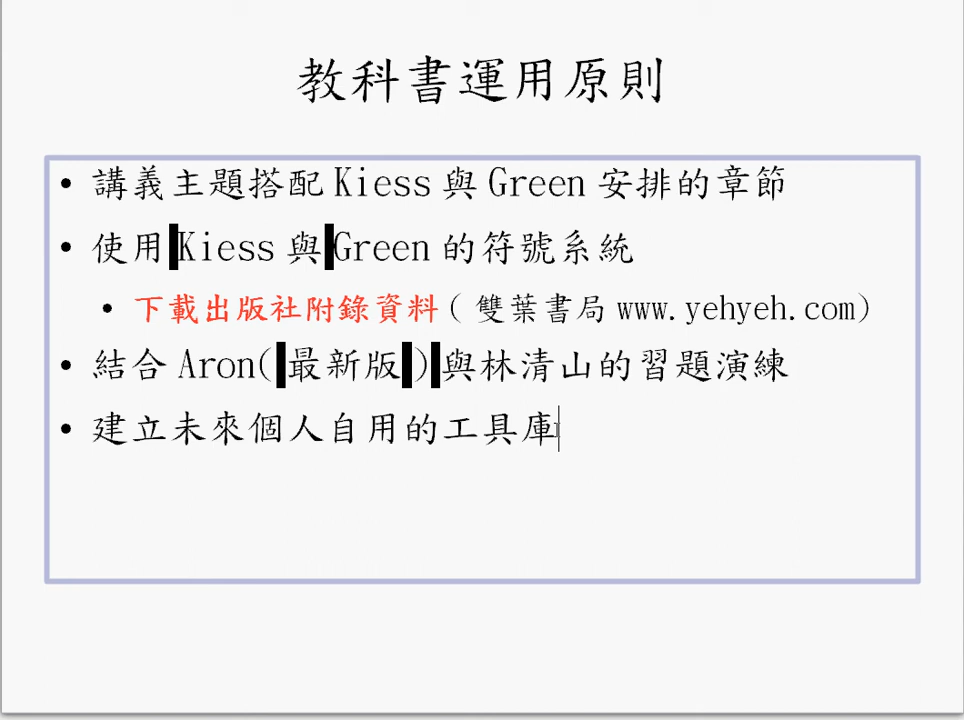 教科書運用原則
• 講義主題搭配 Kiess 與 Green 安排的章節
• 使用 Kiess 與 Green 的符號系統
• 下載出版社附錄資料 ( 雙葉書局 www.yehyeh.com)
• 結合 Aron( 最新版 ) 與林清山的習題演練
• 建立未來個人自用的工具庫